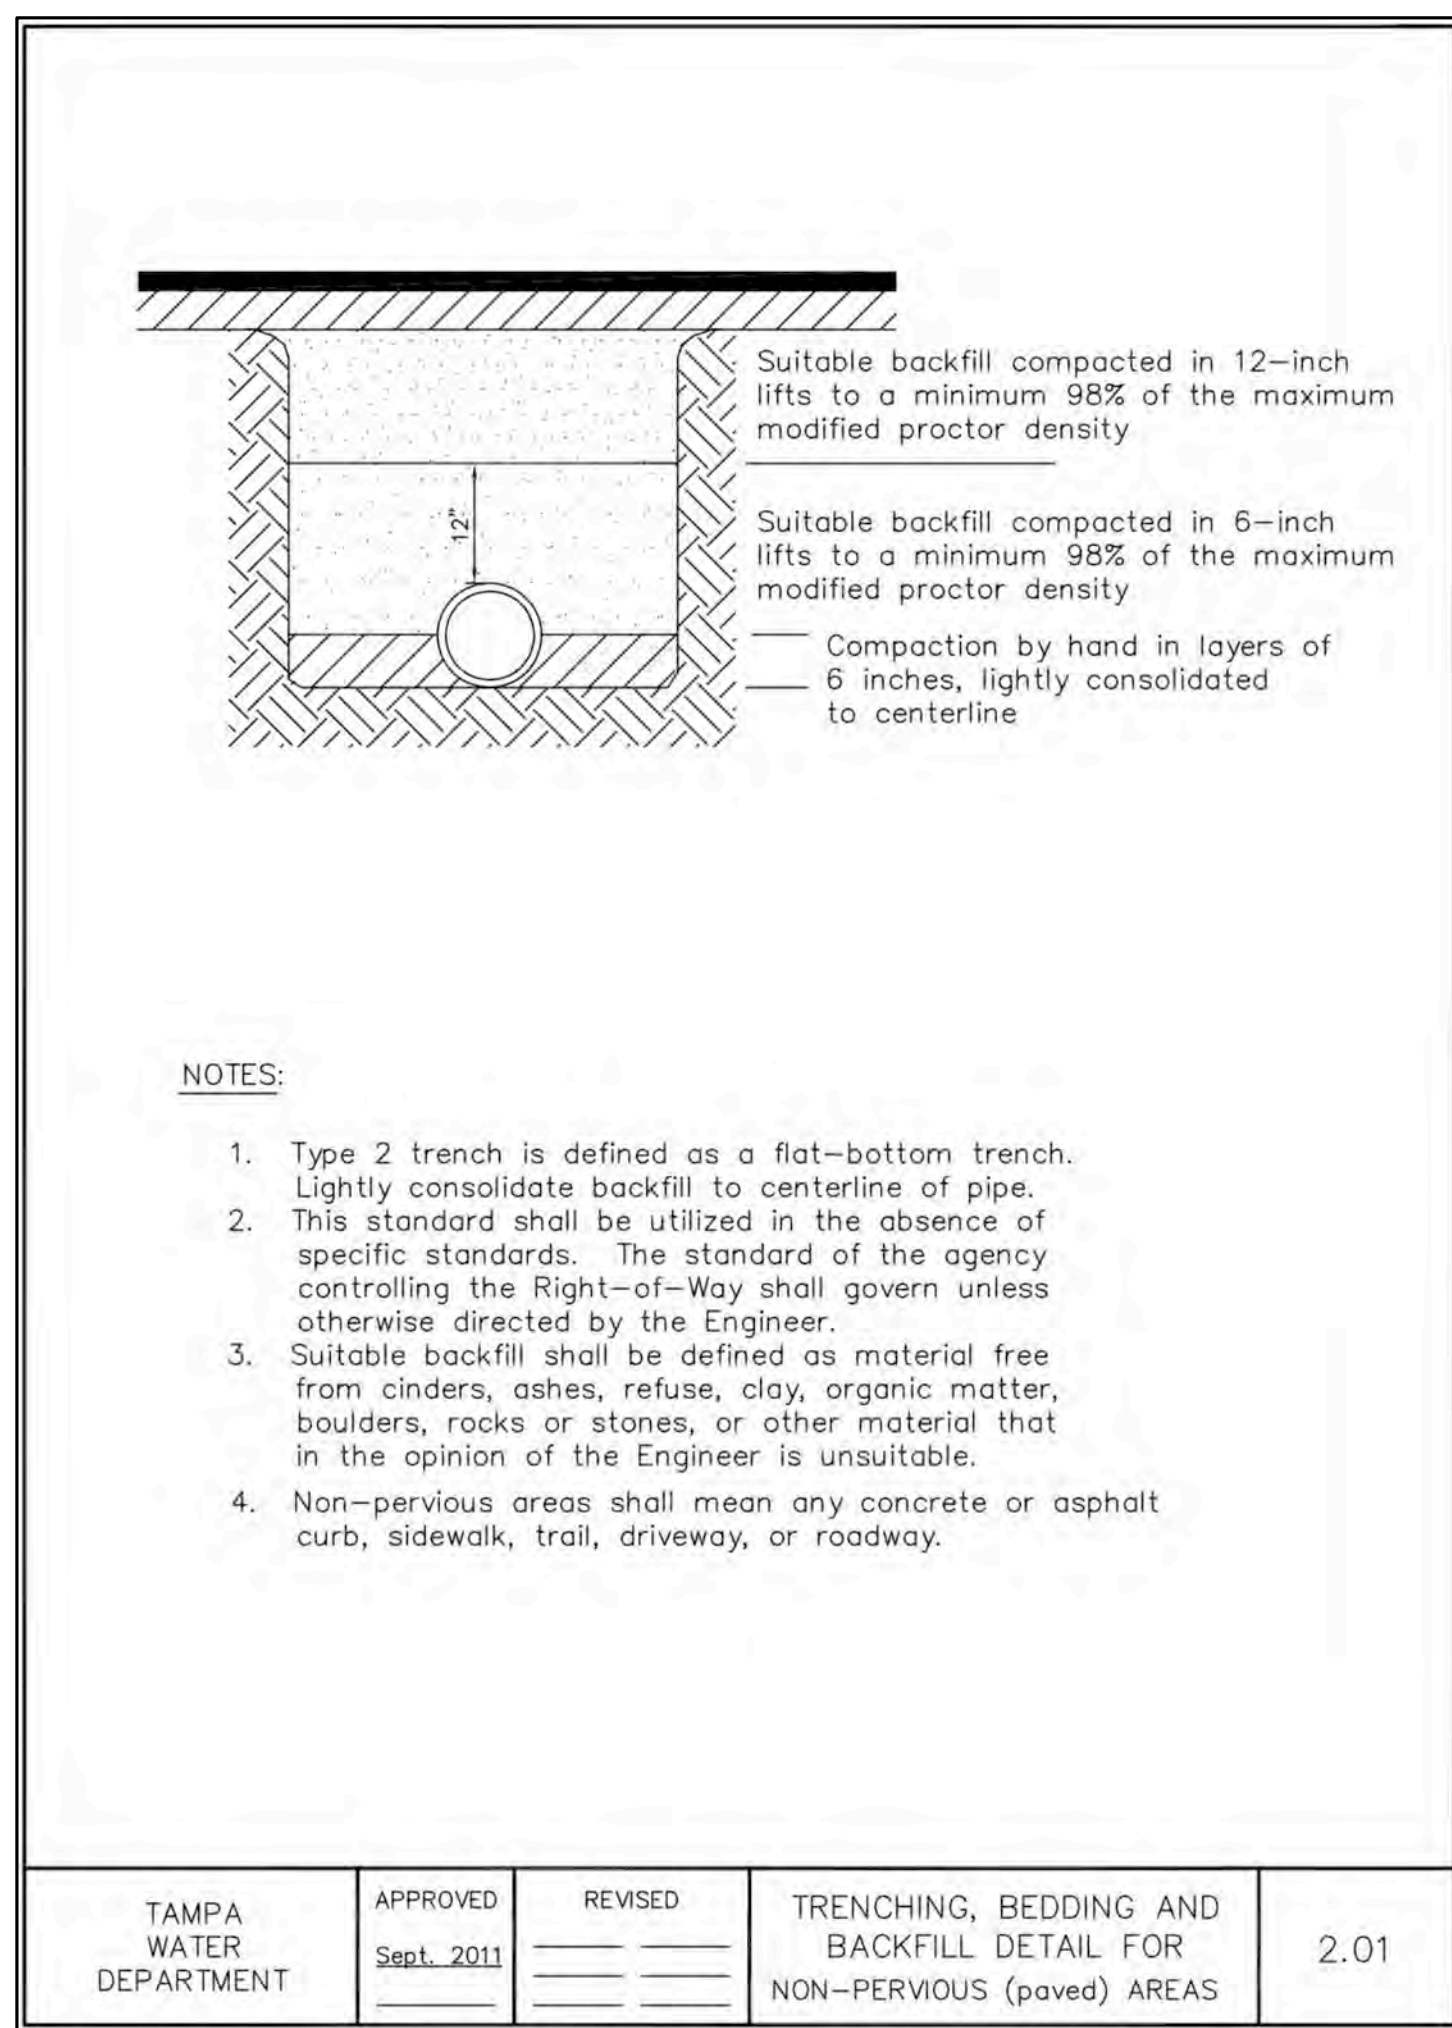 Suitable backfill compacted in 12-inch
lifts to a minimum 98% of the maximum
modified proctor density
12"
Suitable backfill compacted in 6-inch
lifts to a minimum 98% of the maximum
modified proctor density
Compaction by hand in layers of
6 inches, lightly consolidated
to centerline
NOTES:
1. Type 2 trench is defined as a flat-bottom trench.
Lightly consolidate backfill to centerline of pipe.
2. This standard shall be utilized in the absence of
specific standards. The standard of the agency
controlling the Right-of-Way shall govern unless
otherwise directed by the Engineer.
3. Suitable backfill shall be defined as material free
from cinders, ashes, refuse, clay, organic matter,
boulders, rocks or stones, or other material that
in the opinion of the Engineer is unsuitable.
4. Non-pervious areas shall mean any concrete or asphalt
curb, sidewalk, trail, driveway, or roadway.
TAMPA
WATER
DEPARTMENT
APPROVED
Sept. 2011
REVISED
TRENCHING, BEDDING AND
BACKFILL DETAIL FOR
NON-PERVIOUS (paved) AREAS
2.01